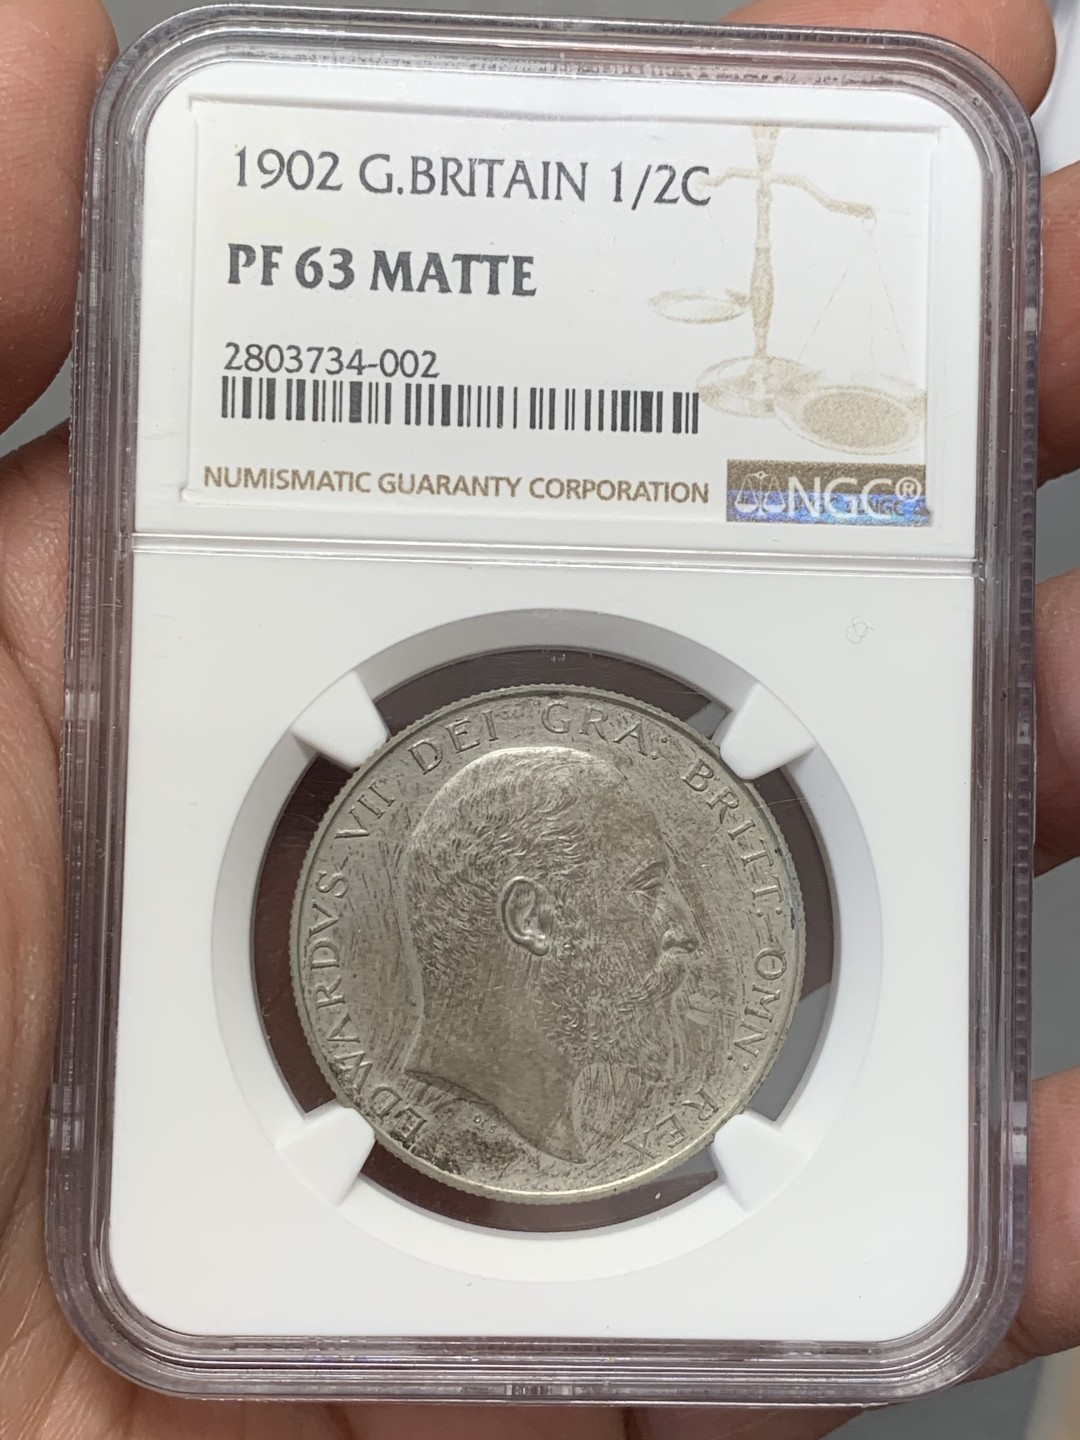 1902 G.BRITAIN 1/2C
PF 63 MATTE
2803734-002
NUMISMATIC GUARANTY CORPORATION
NGC®
EDWARDVS VII DEI GRA: BRITT: OMN: REX